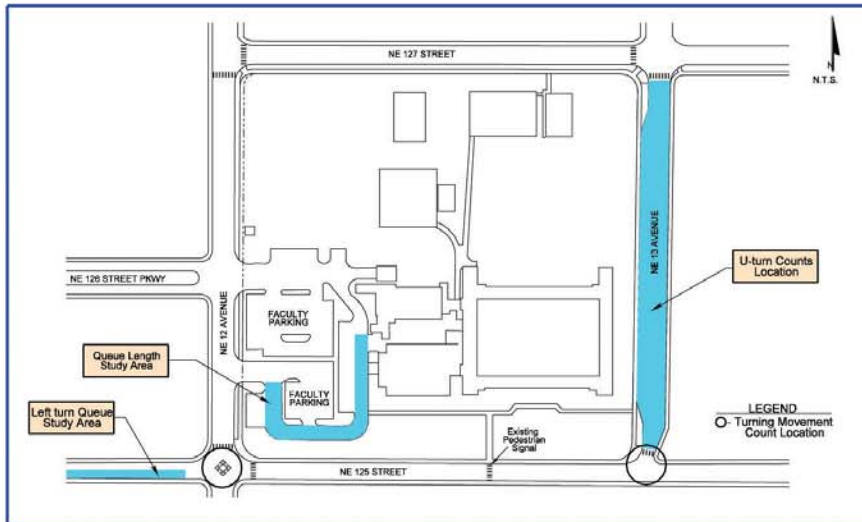 NE 127 STREET
N
N.T.S.
NE 13 AVENUE
U-turn Counts
Location
NE 126 STREET PKWY
NE 12 AVENUE
FACULTY
PARKING
Queue Length
Study Area
FACULTY
PARKING
Left turn Queue
Study Area
Existing
Pedestrian
Signal
LEGEND
O- Turning Movement
Count Location
NE 125 STREET